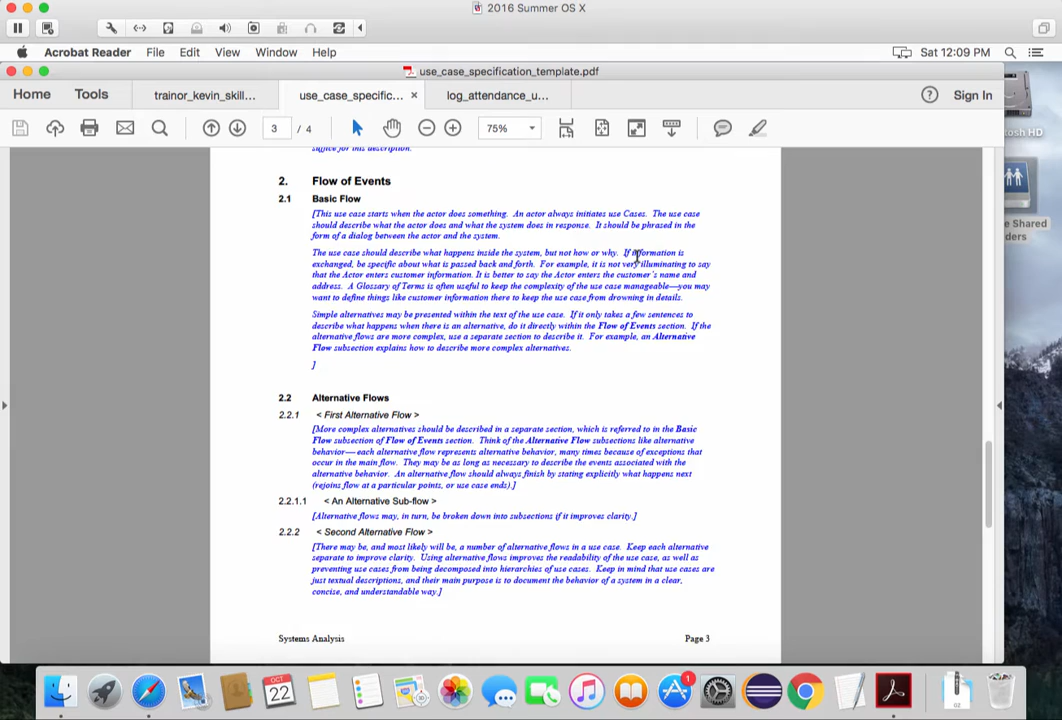 2016 Summer OS X
Acrobat Reader File Edit View Window Help Sat 12:09 PM
use_case_specification_template.pdf
Home Tools trainor_kevin_skill... use_case_specific... × log_attendance_u... ? Sign In
3 / 4 75%
suffice for this description.
2. Flow of Events
2.1 Basic Flow
[This use case starts when the actor does something. An actor always initiates use Cases. The use case
should describe what the actor does and what the system does in response. It should be phrased in the
form of a dialog between the actor and the system.
The use case should describe what happens inside the system, but not how or why. If information is
exchanged, be specific about what is passed back and forth. For example, it is not very illuminating to say
that the Actor enters customer information. It is better to say the Actor enters the customer's name and
address. A Glossary of Terms is often useful to keep the complexity of the use case manageable—you may
want to define things like customer information there to keep the use case from drowning in details.
Simple alternatives may be presented within the text of the use case. If it only takes a few sentences to
describe what happens when there is an alternative, do it directly within the Flow of Events section. If the
alternative flows are more complex, use a separate section to describe it. For example, an Alternative
Flow subsection explains how to describe more complex alternatives.
]
2.2 Alternative Flows
2.2.1 < First Alternative Flow >
[More complex alternatives should be described in a separate section, which is referred to in the Basic
Flow subsection of Flow of Events section. Think of the Alternative Flow subsections like alternative
behavior—each alternative flow represents alternative behavior, many times because of exceptions that
occur in the main flow. They may be as long as necessary to describe the events associated with the
alternative behavior. An alternative flow should always finish by stating explicitly what happens next
(rejoins flow at a particular points, or use case ends).]
2.2.1.1 < An Alternative Sub-flow >
[Alternative flows may, in turn, be broken down into subsections if it improves clarity.]
2.2.2 < Second Alternative Flow >
[There may be, and most likely will be, a number of alternative flows in a use case. Keep each alternative
separate to improve clarity. Using alternative flows improves the readability of the use case, as well as
preventing use cases from being decomposed into hierarchies of use cases. Keep in mind that use cases are
just textual descriptions, and their main purpose is to document the behavior of a system in a clear,
concise, and understandable way.]
Systems Analysis Page 3
tosh HD
e Shared
ders
OCT
22
1